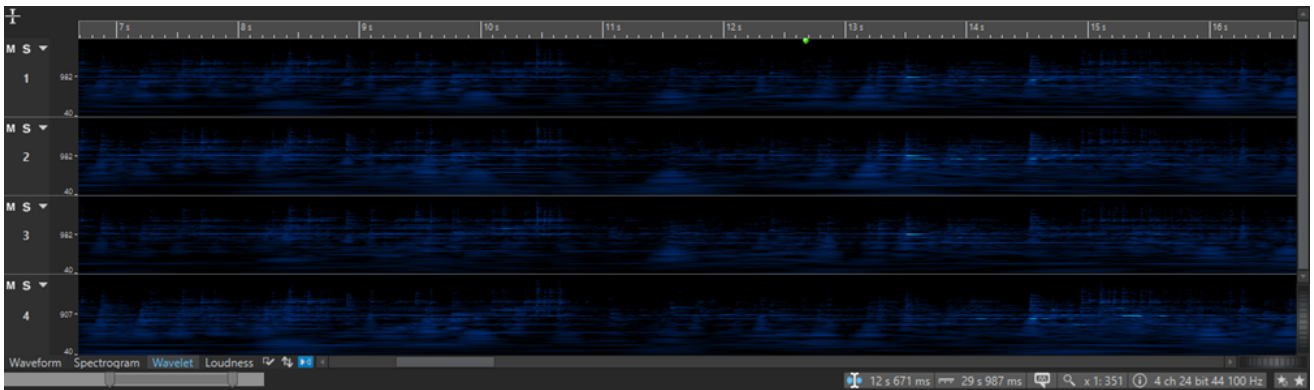 7 s 8 s 9 s 10 s 11 s 12 s 13 s 14 s 15 s 16 s
M S
1
982
40
M S
2
982
40
M S
3
982
40
M S
4
907
40
Waveform Spectrogram Wavelet Loudness
12 s 671 ms 29 s 987 ms x 1: 351 4 ch 24 bit 44 100 Hz